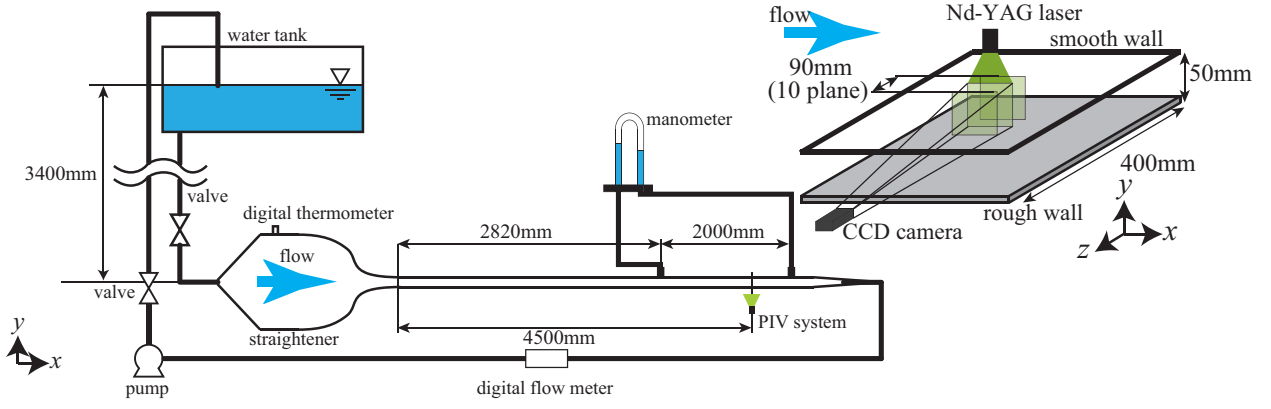 water tank
3400mm
valve
digital thermometer
flow
valve
straightener
y
x
pump
manometer
2820mm
2000mm
PIV system
4500mm
digital flow meter
flow
Nd-YAG laser
smooth wall
90mm
(10 plane)
50mm
400mm
rough wall
CCD camera
y
x
z